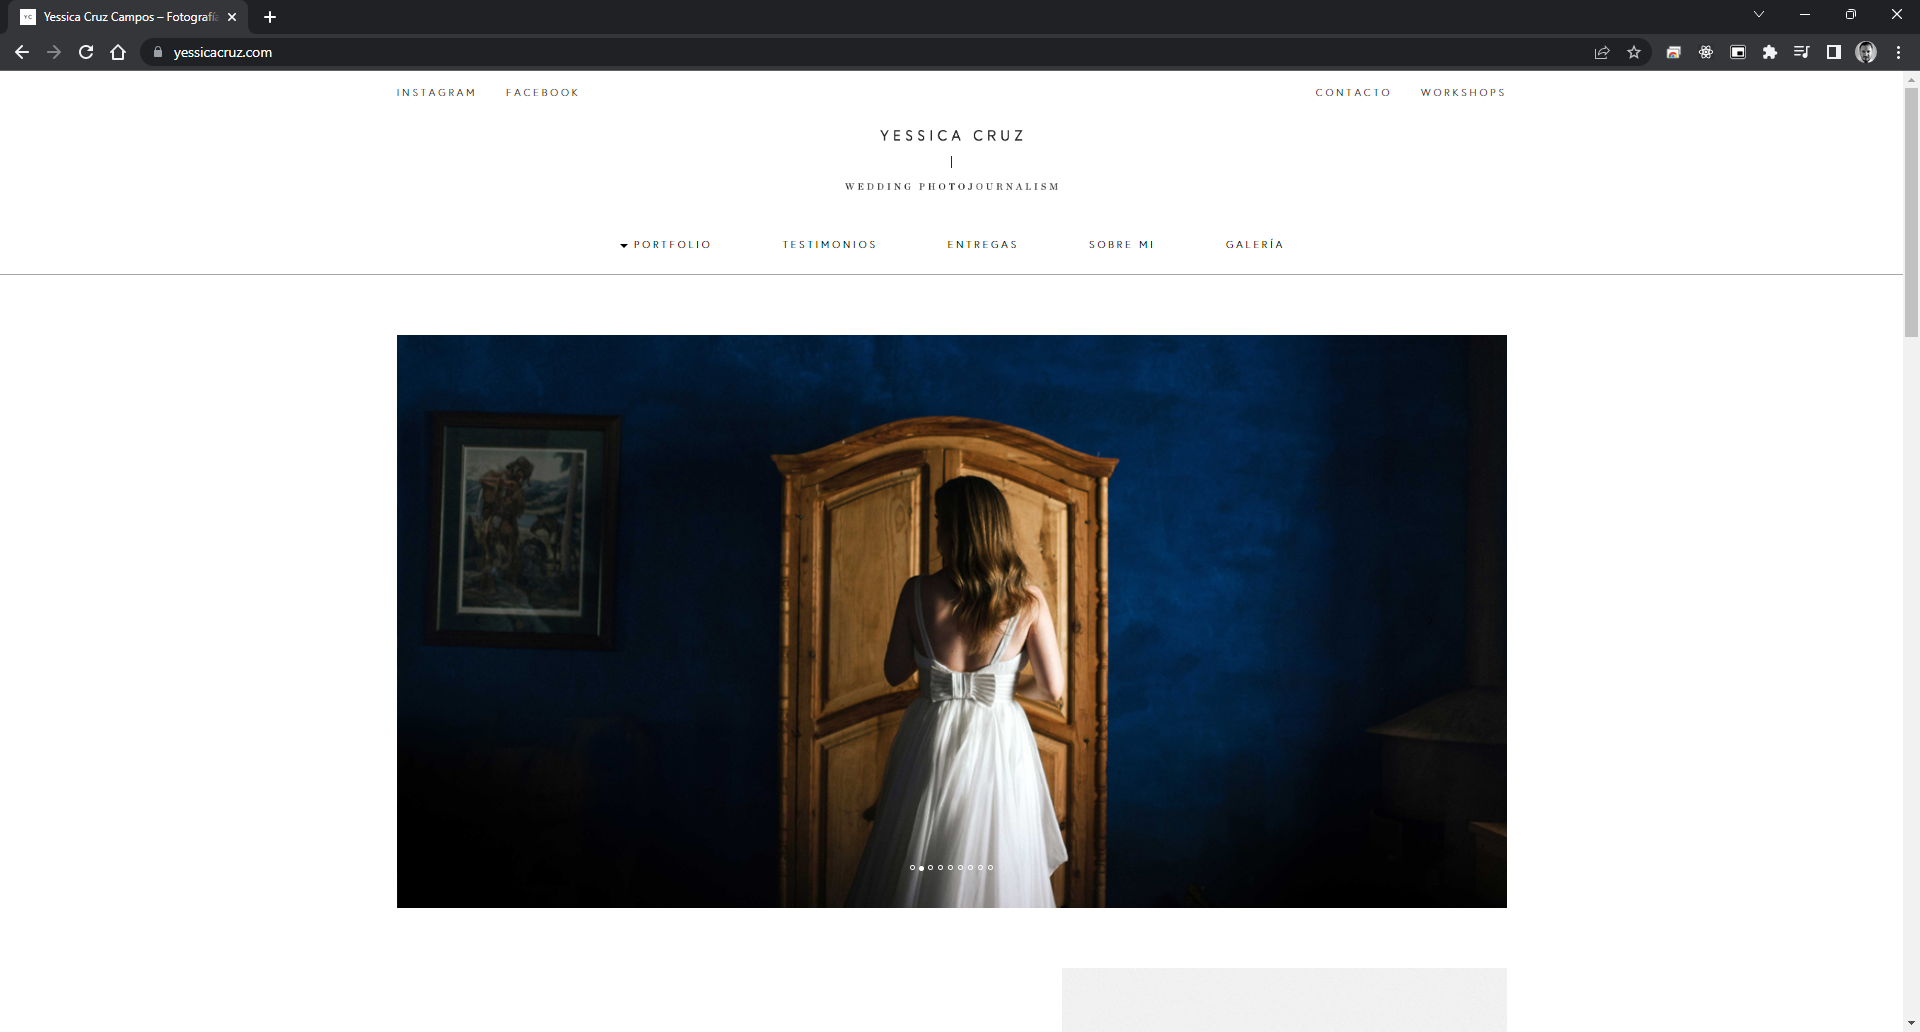 Yessica Cruz Campos – Fotografía
yessicacruz.com
INSTAGRAM FACEBOOK CONTACTO WORKSHOPS
YESSICA CRUZ
WEDDING PHOTOJOURNALISM
PORTFOLIO TESTIMONIOS ENTREGAS SOBRE MI GALERÍA